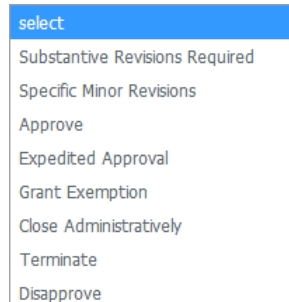 select
Substantive Revisions Required
Specific Minor Revisions
Approve
Expedited Approval
Grant Exemption
Close Administratively
Terminate
Disapprove